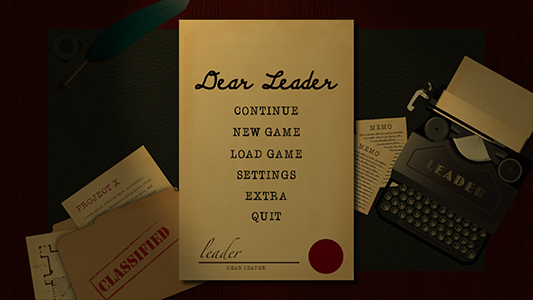 Dear Leader
CONTINUE
NEW GAME
LOAD GAME
SETTINGS
EXTRA
QUIT
leader
DEAR LEADER
PROJECT X
CLASSIFIED
MEMO
MEMO
LEADER